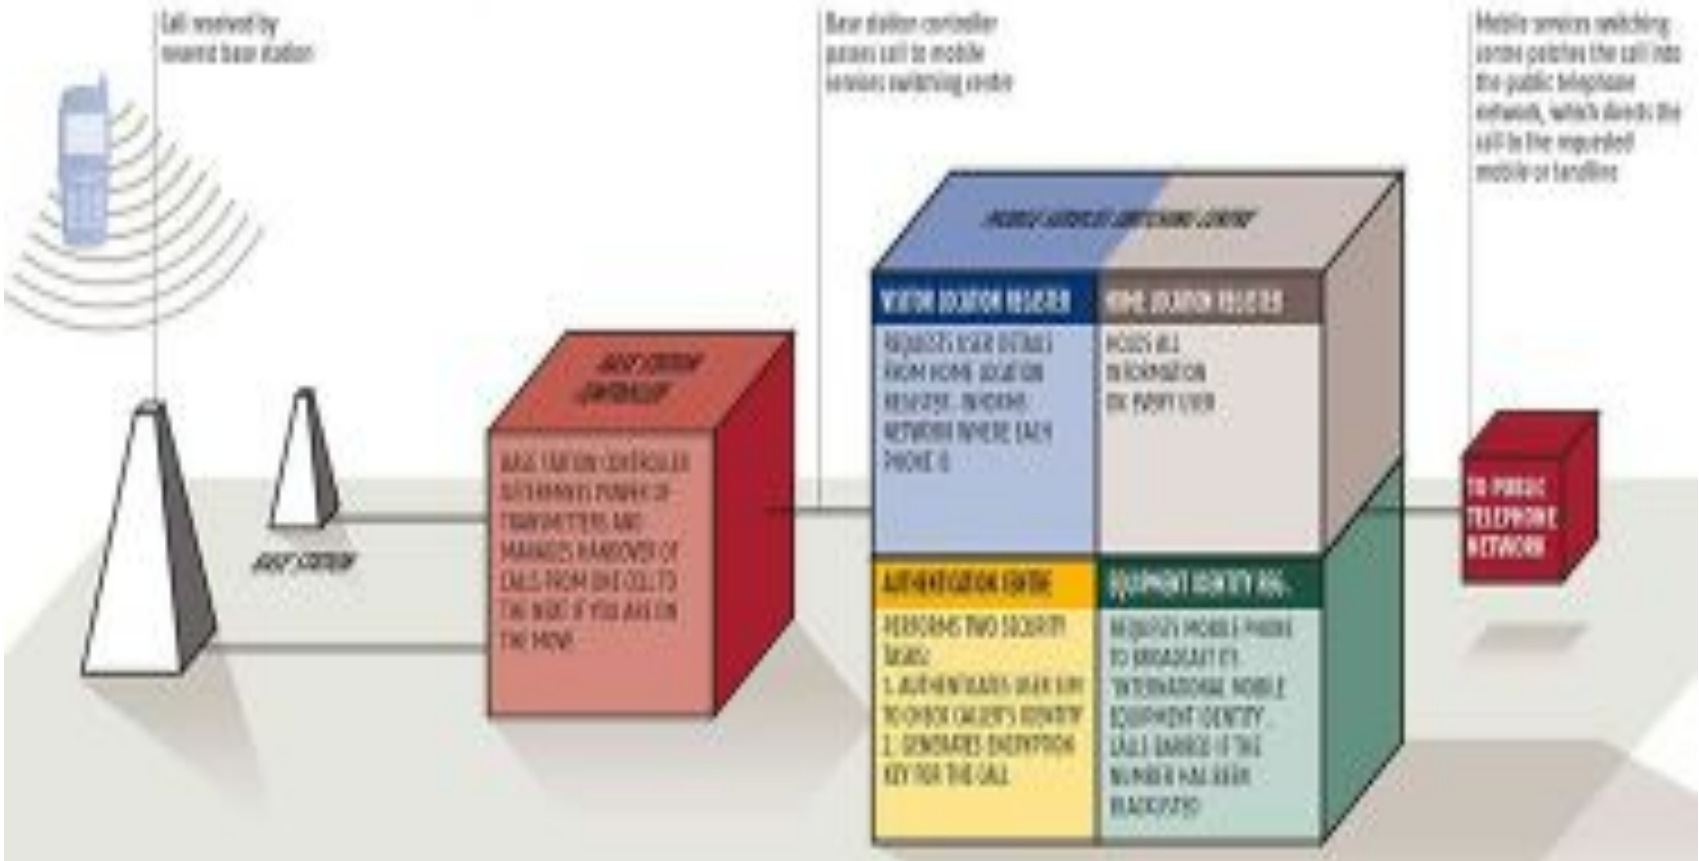 Call received by
nearest base station
Base station controller
passes call to mobile
services switching centre
Mobile services switching
centre patches the call into
the public telephone
network, which directs the
call to the requested
mobile or landline
MOBILE SERVICES SWITCHING CENTRE
VISITOR LOCATION REGISTER
REQUESTS USER DETAILS
FROM HOME LOCATION
REGISTER. INFORMS
NETWORK WHERE EACH
PHONE IS
HOME LOCATION REGISTER
HOLDS ALL
INFORMATION
ON EVERY USER
BASE STATION
CONTROLLER
BASE STATION CONTROLLER
DETERMINES POWER OF
TRANSMITTERS AND
MANAGES HANDOVER OF
CALLS FROM ONE CELL TO
THE NEXT IF YOU ARE ON
THE MOVE
BASE STATION
AUTHENTICATION CENTRE
PERFORMS TWO SECURITY
TASKS:
1. AUTHENTICATES USER SIM
TO CHECK CALLER'S IDENTITY
2. GENERATES ENCRYPTION
KEY FOR THE CALL
EQUIPMENT IDENTITY REG.
REQUESTS MOBILE PHONE
TO BROADCAST ITS
'INTERNATIONAL MOBILE
EQUIPMENT IDENTITY'.
CALLS BARRED IF THE
NUMBER HAS BEEN
BLACKLISTED
TO PUBLIC
TELEPHONE
NETWORK